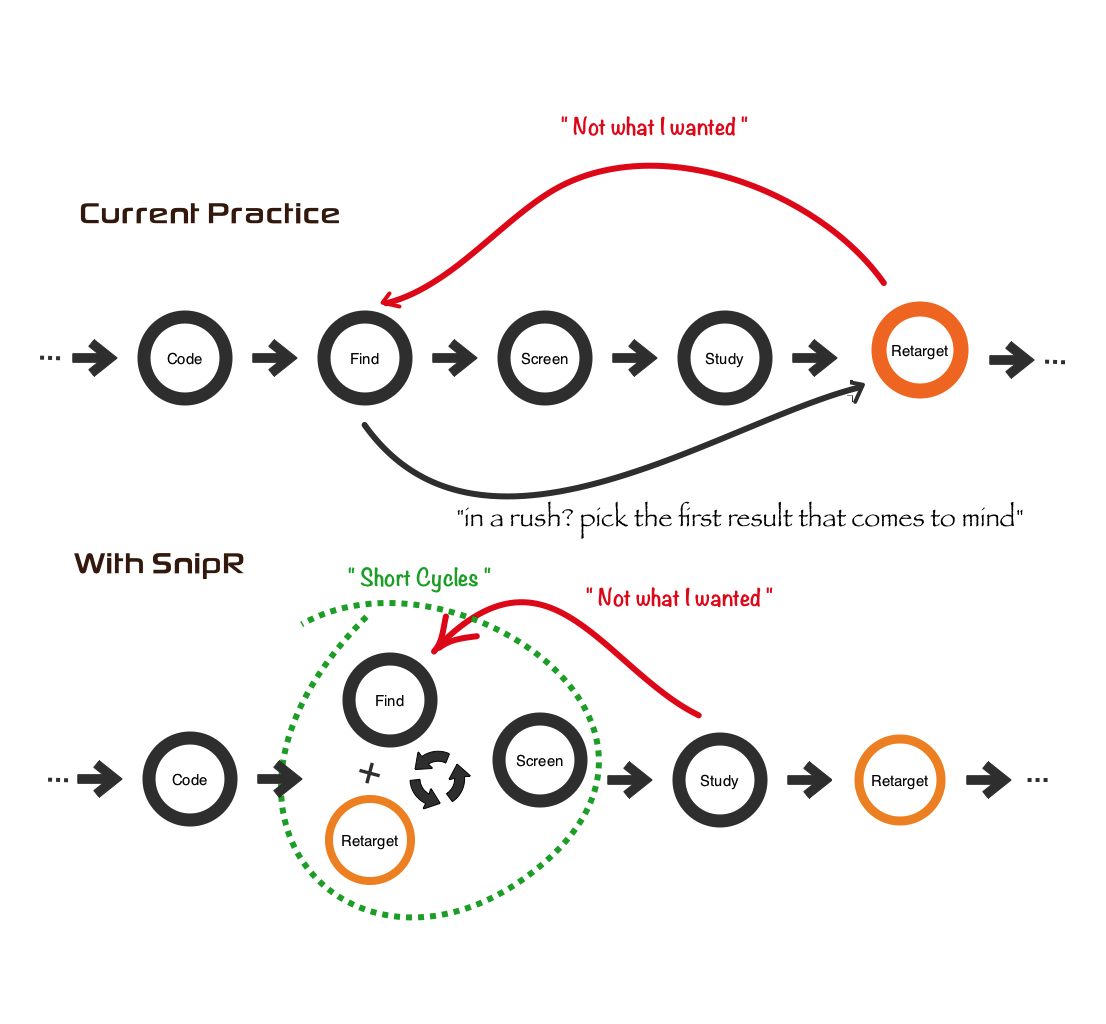 " Not what I wanted "
Current Practice
... Code Find Screen Study Retarget ...
"in a rush? pick the first result that comes to mind"
With SnipR
" Short Cycles "
" Not what I wanted "
Find
Screen
... Code + Study Retarget ...
Retarget